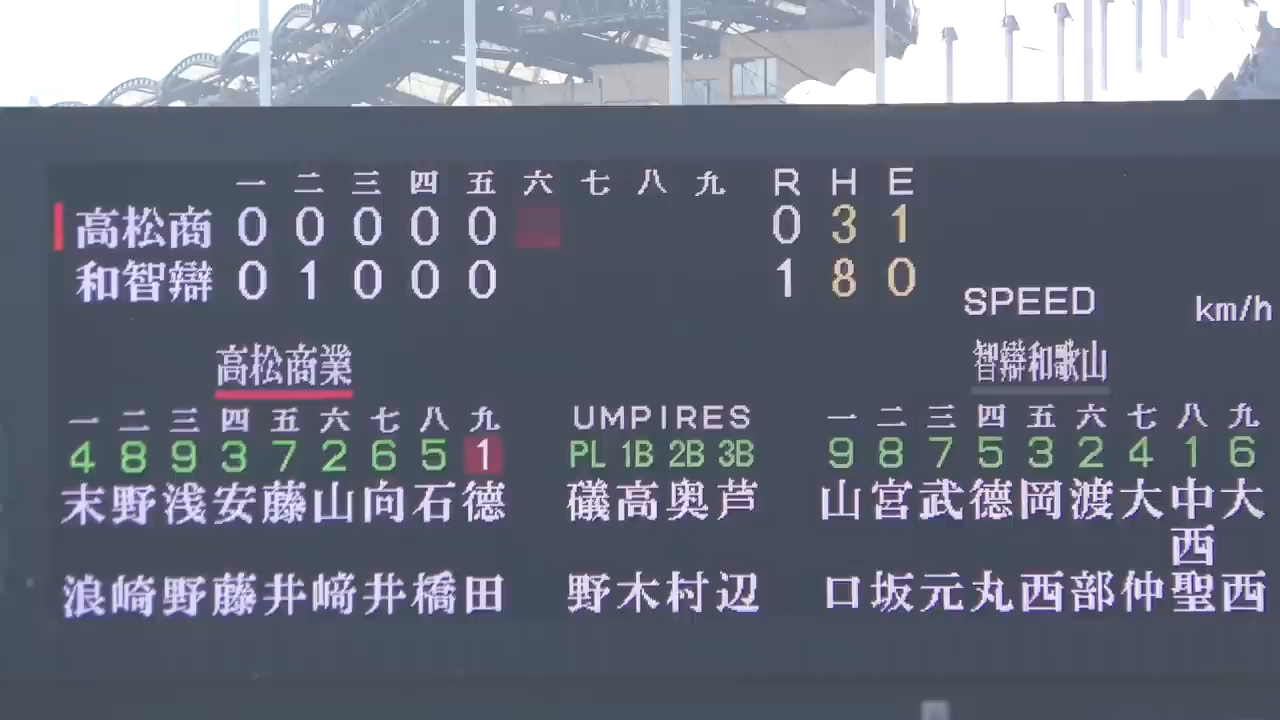 一 二 三 四 五 六 七 八 九 R H E
高松商 0 0 0 0 0 0 3 1
和智辯 0 1 0 0 0 1 8 0
SPEED km/h
高松商業 智辯和歌山
一 二 三 四 五 六 七 八 九 UMPIRES 一 二 三 四 五 六 七 八 九
4 8 9 3 7 2 6 5 1 PL 1B 2B 3B 9 8 7 5 3 2 4 1 6
末 野 浅 安 藤 山 向 石 德 磯 高 奥 芦 山 宮 武 德 岡 渡 大 中 大
西
浪 崎 野 藤 井 﨑 井 橋 田 野 木 村 辺 口 坂 元 丸 西 部 仲 聖 西